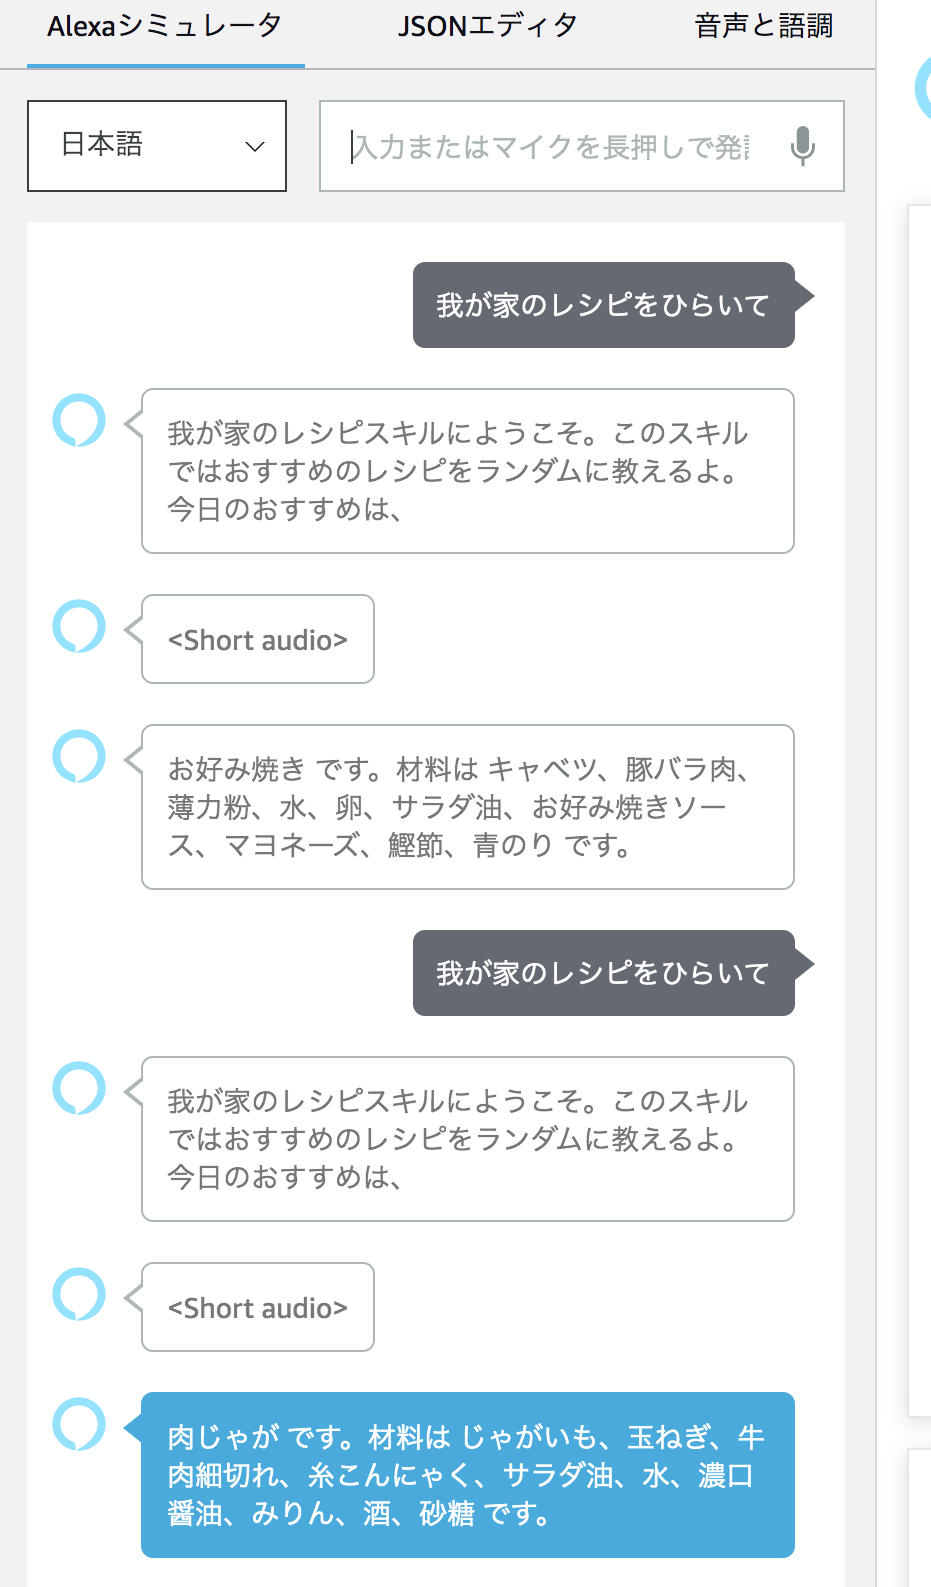 Alexaシミュレータ
JSONエディタ
音声と語調
日本語
入力またはマイクを長押しで発
我が家のレシピをひらいて
我が家のレシピスキルにようこそ。このスキル
ではおすすめのレシピをランダムに教えるよ。
今日のおすすめは、
<Short audio>
お好み焼き です。材料は キャベツ、豚バラ肉、
薄力粉、水、卵、サラダ油、お好み焼きソー
ス、マヨネーズ、鰹節、青のり です。
我が家のレシピをひらいて
我が家のレシピスキルにようこそ。このスキル
ではおすすめのレシピをランダムに教えるよ。
今日のおすすめは、
<Short audio>
肉じゃが です。材料は じゃがいも、玉ねぎ、牛
肉細切れ、糸こんにゃく、サラダ油、水、濃口
醤油、みりん、酒、砂糖 です。